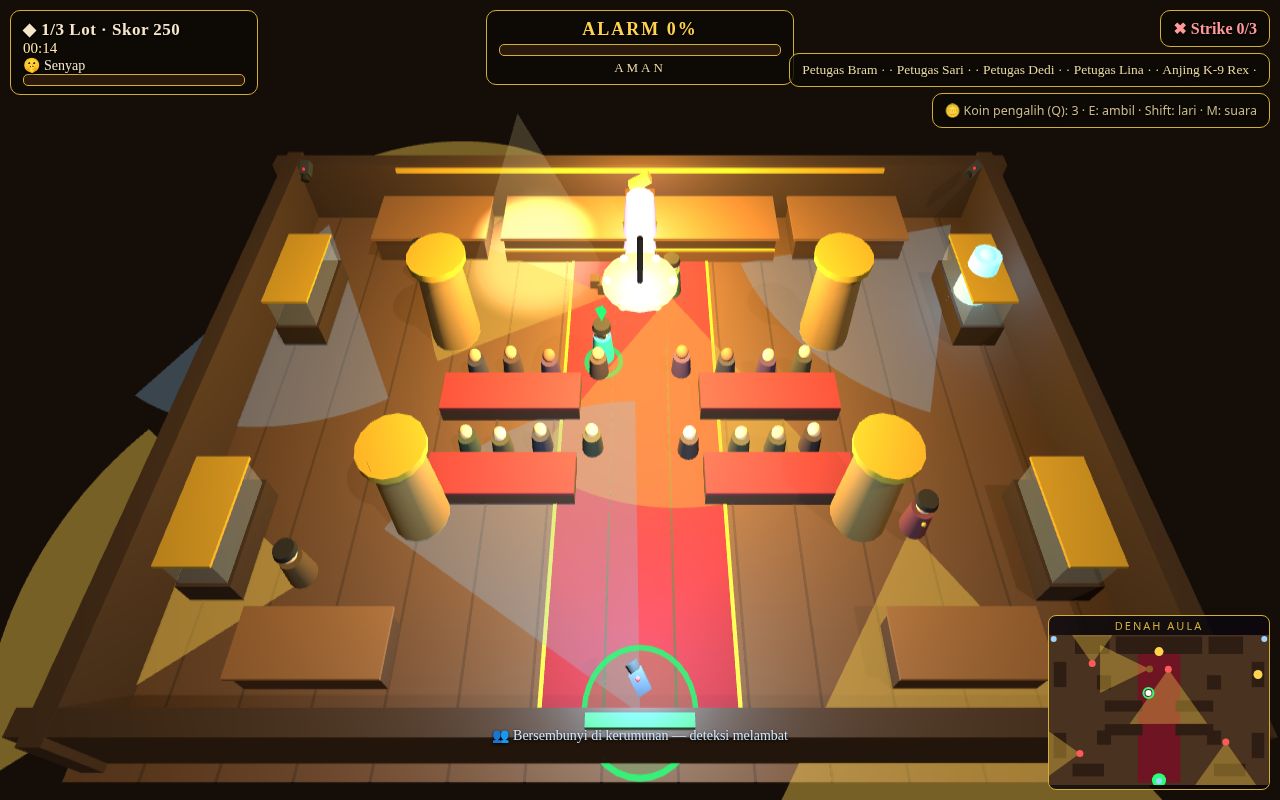 ◆ 1/3 Lot · Skor 250
00:14
🤫 Senyap
ALARM 0%
AMAN
✖ Strike 0/3
Petugas Bram · · Petugas Sari · · Petugas Dedi · · Petugas Lina · · Anjing K-9 Rex ·
🪙 Koin pengalih (Q): 3 · E: ambil · Shift: lari · M: suara
DENAH AULA
👥 Bersembunyi di kerumunan — deteksi melambat